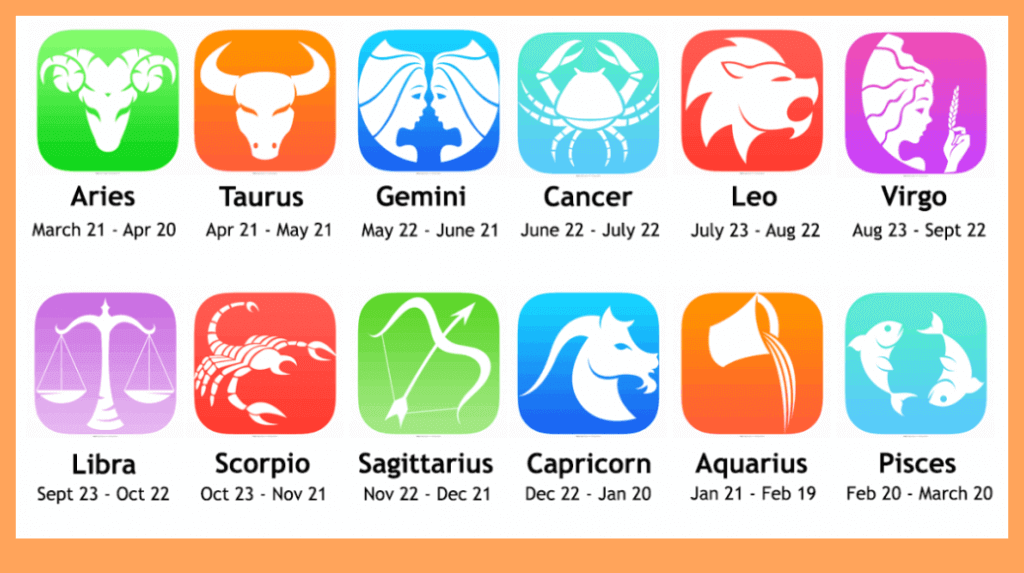 Aries Taurus Gemini Cancer Leo Virgo
March 21 - Apr 20 Apr 21 - May 21 May 22 - June 21 June 22 - July 22 July 23 - Aug 22 Aug 23 - Sept 22
Libra Scorpio Sagittarius Capricorn Aquarius Pisces
Sept 23 - Oct 22 Oct 23 - Nov 21 Nov 22 - Dec 21 Dec 22 - Jan 20 Jan 21 - Feb 19 Feb 20 - March 20